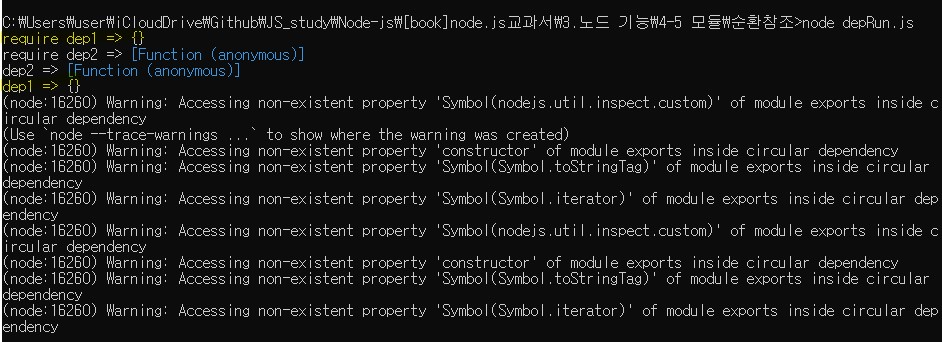 C:₩Users₩user₩iCloudDrive₩Github₩JS_study₩Node-js₩[book]node.js교과서₩3.노드 기능₩4-5 모듈₩순환참조>node depRun.js
require dep1 => {}
require dep2 => [Function (anonymous)]
dep2 => [Function (anonymous)]
dep1 => {}
(node:16260) Warning: Accessing non-existent property 'Symbol(nodejs.util.inspect.custom)' of module exports inside c
ircular dependency
(Use `node --trace-warnings ...` to show where the warning was created)
(node:16260) Warning: Accessing non-existent property 'constructor' of module exports inside circular dependency
(node:16260) Warning: Accessing non-existent property 'Symbol(Symbol.toStringTag)' of module exports inside circular
dependency
(node:16260) Warning: Accessing non-existent property 'Symbol(Symbol.iterator)' of module exports inside circular dep
endency
(node:16260) Warning: Accessing non-existent property 'Symbol(nodejs.util.inspect.custom)' of module exports inside c
ircular dependency
(node:16260) Warning: Accessing non-existent property 'constructor' of module exports inside circular dependency
(node:16260) Warning: Accessing non-existent property 'Symbol(Symbol.toStringTag)' of module exports inside circular
dependency
(node:16260) Warning: Accessing non-existent property 'Symbol(Symbol.iterator)' of module exports inside circular dep
endency